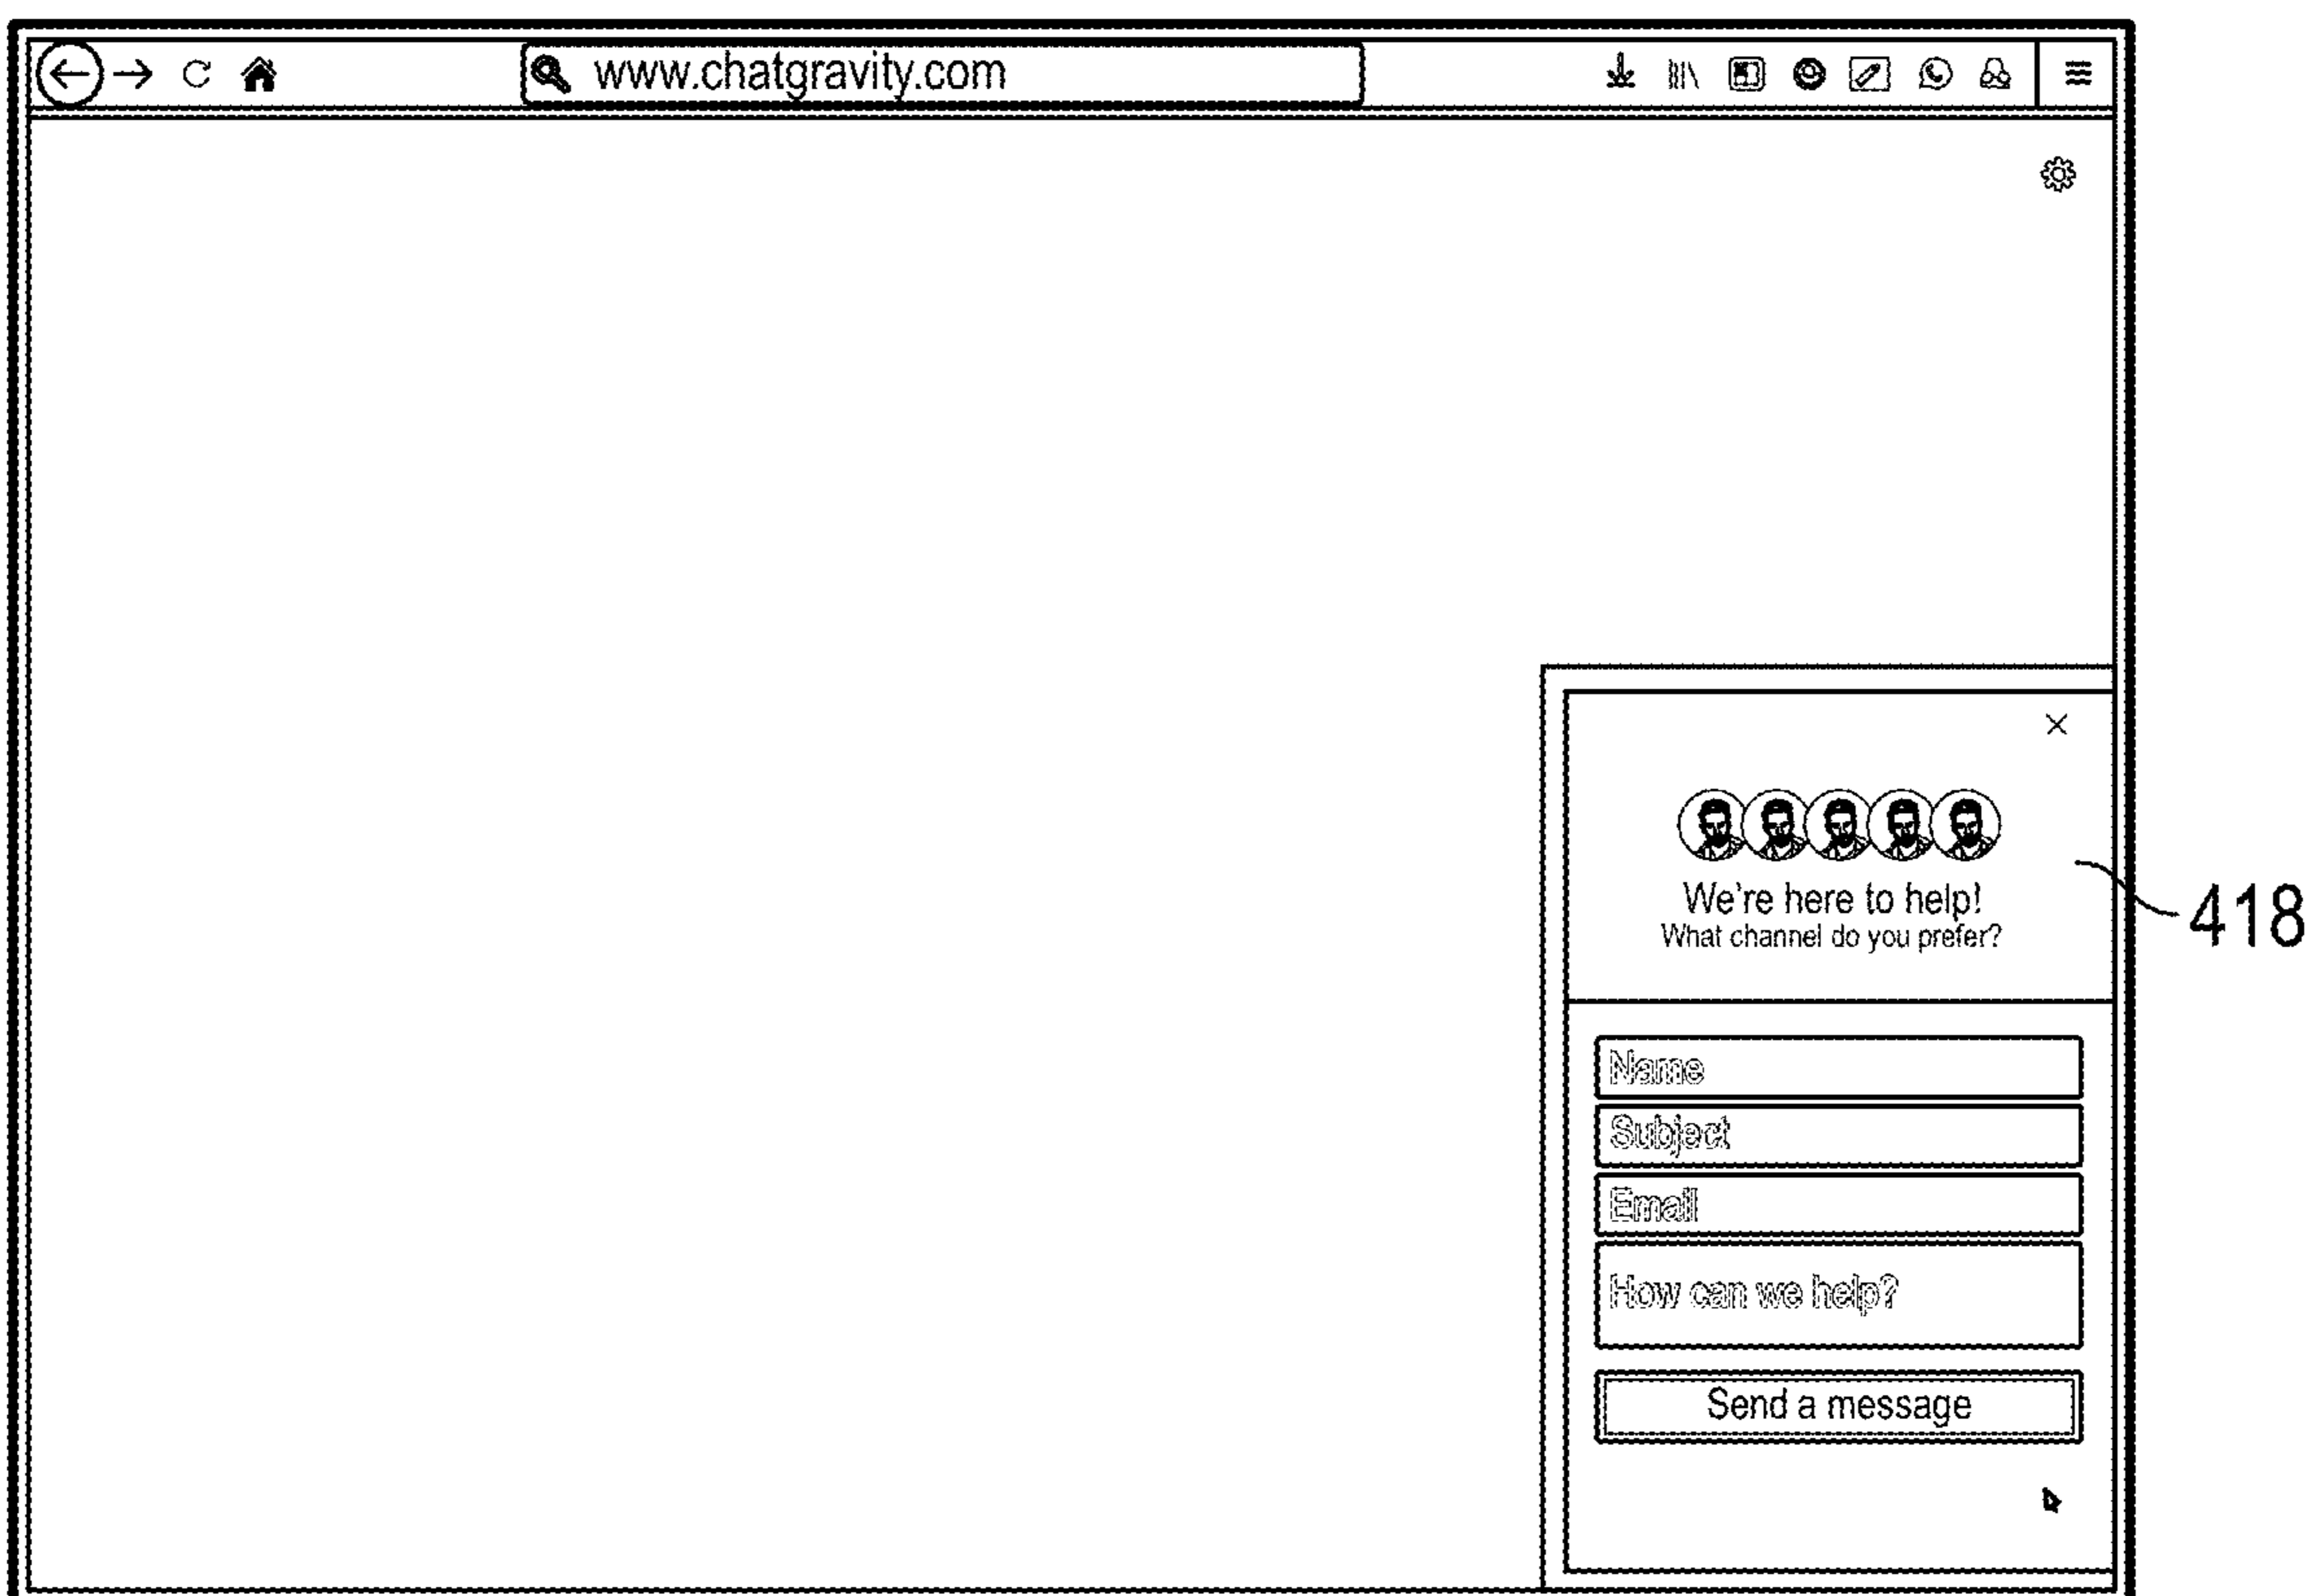 www.chatgravity.com
We're here to help!
What channel do you prefer?
418
Name
Subject
Email
How can we help?
Send a message